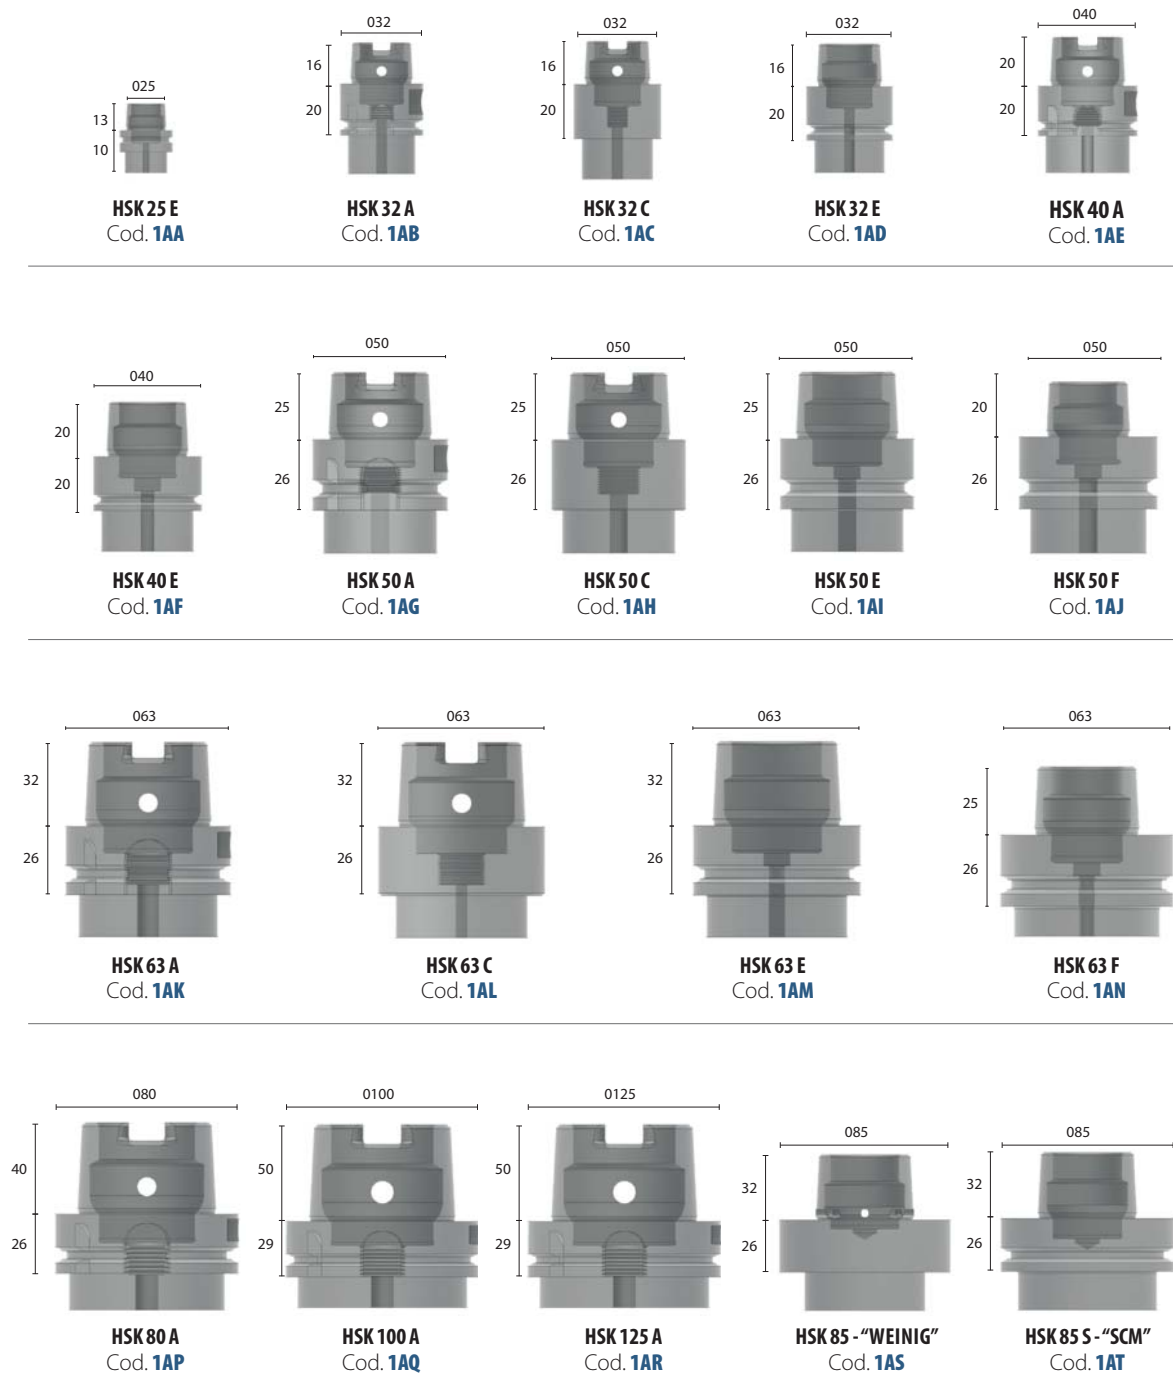 032
032
032
040
16
16
16
20
025
13
20
20
20
20
10
HSK 25 E
HSK 32 A
HSK 32 C
HSK 32 E
HSK 40 A
Cod. 1AA
Cod. 1AB
Cod. 1AC
Cod. 1AD
Cod. 1AE
040
050
050
050
050
20
25
25
25
20
20
26
26
26
26
HSK 40 E
HSK 50 A
HSK 50 C
HSK 50 E
HSK 50 F
Cod. 1AF
Cod. 1AG
Cod. 1AH
Cod. 1AI
Cod. 1AJ
063
063
063
063
32
32
32
25
26
26
26
26
HSK 63 A
HSK 63 C
HSK 63 E
HSK 63 F
Cod. 1AK
Cod. 1AL
Cod. 1AM
Cod. 1AN
080
0100
0125
085
085
40
50
50
32
32
26
29
29
26
26
HSK 80 A
HSK 100 A
HSK 125 A
HSK 85 - “WEINIG”
HSK 85 S - “SCM”
Cod. 1AP
Cod. 1AQ
Cod. 1AR
Cod. 1AS
Cod. 1AT